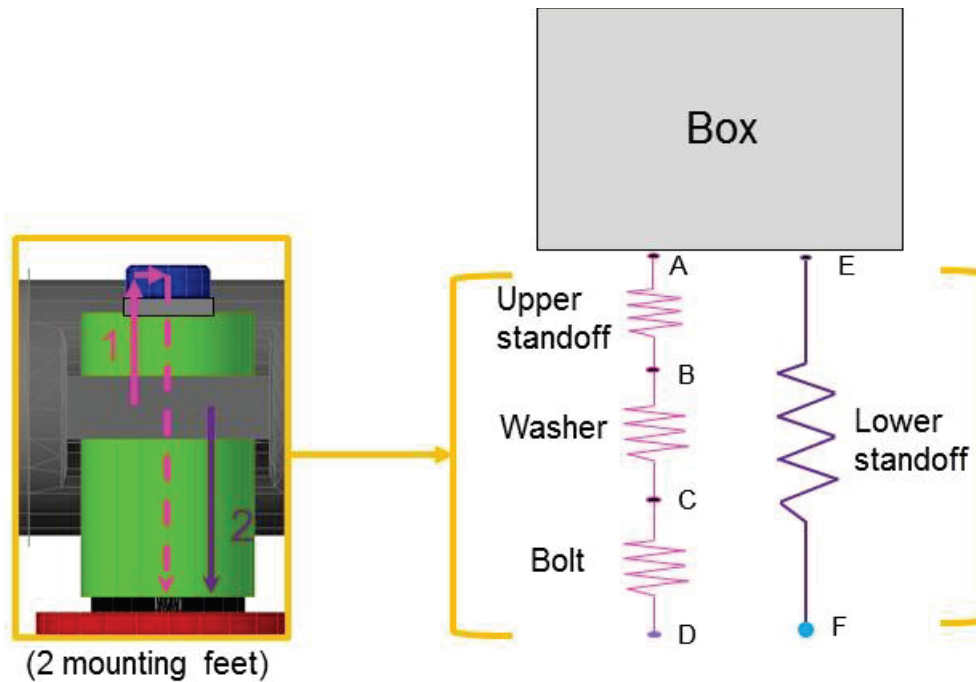 Box
A
E
Upper
standoff
B
Washer
Lower
standoff
C
Bolt
D
F
1
2
(2 mounting feet)